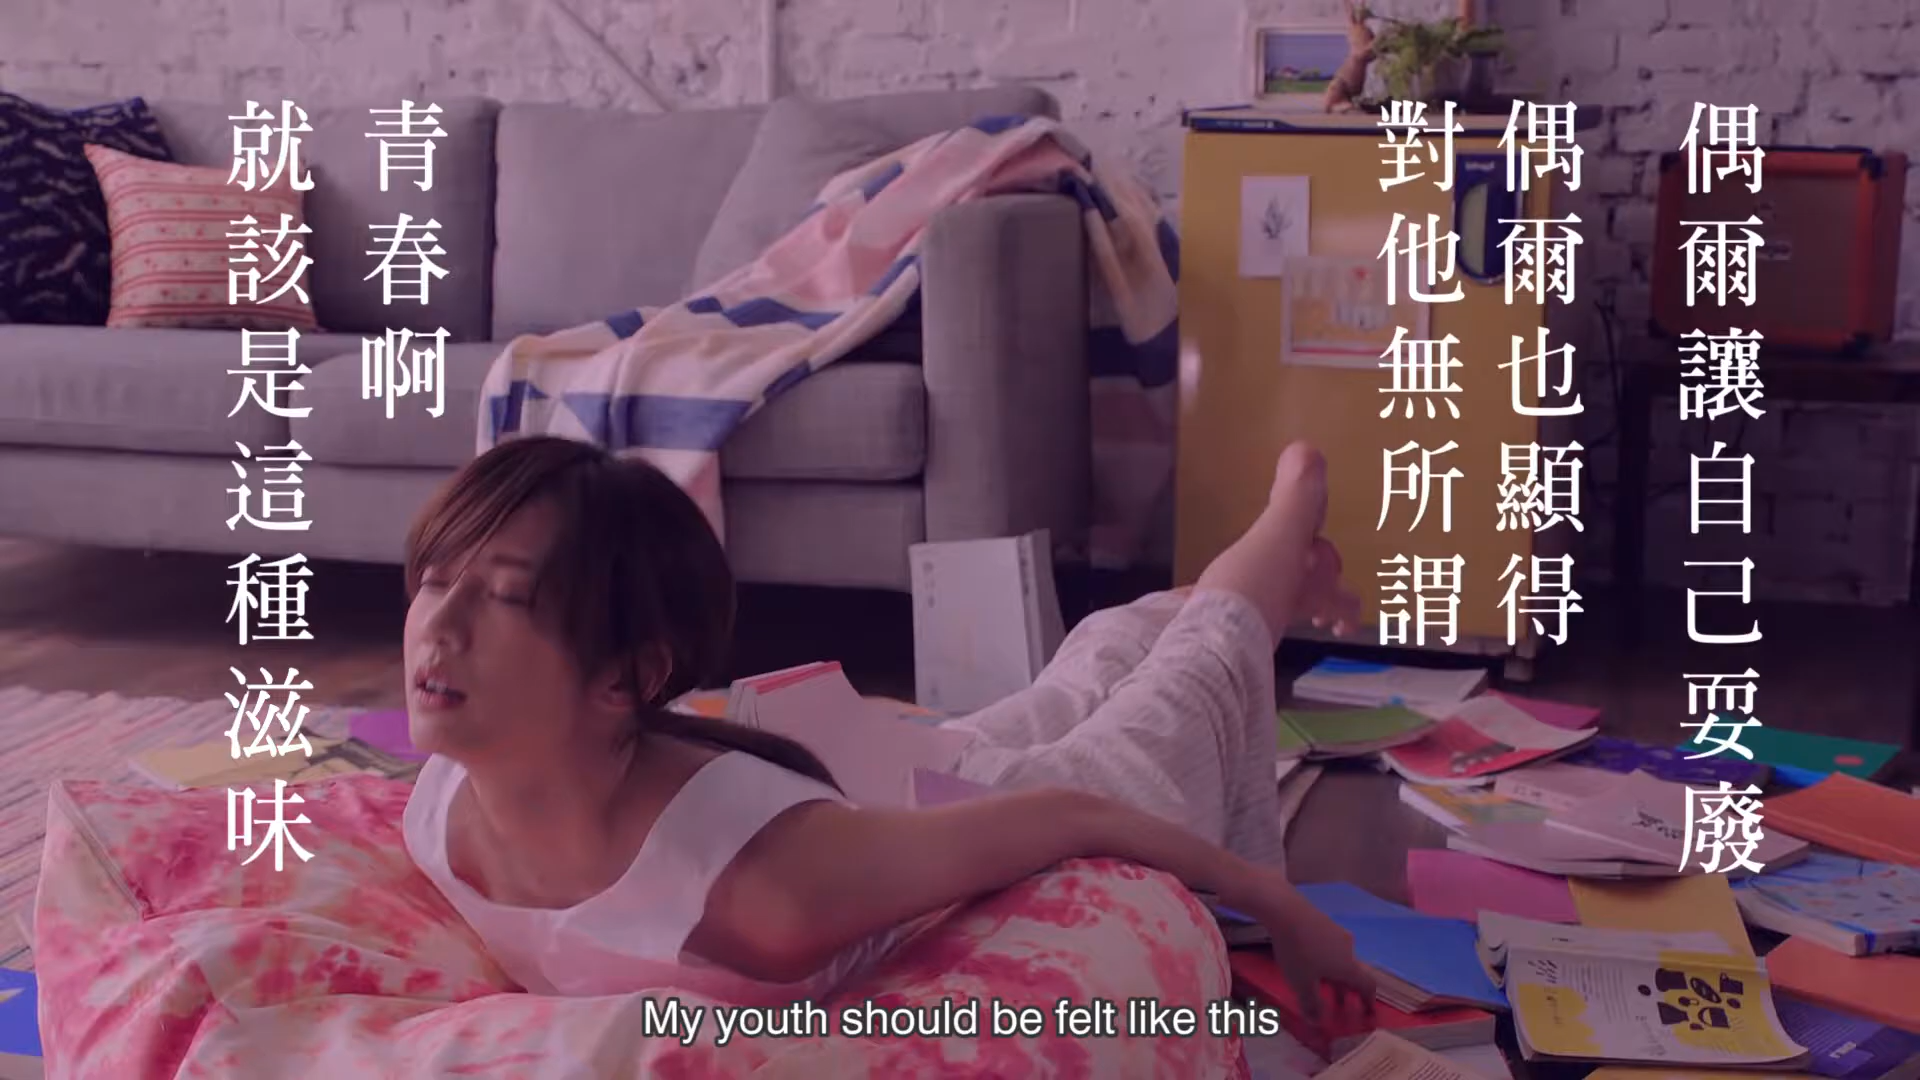 偶爾讓自己耍廢
偶爾也顯得
對他無所謂
青春啊
就該是這種滋味
My youth should be felt like this